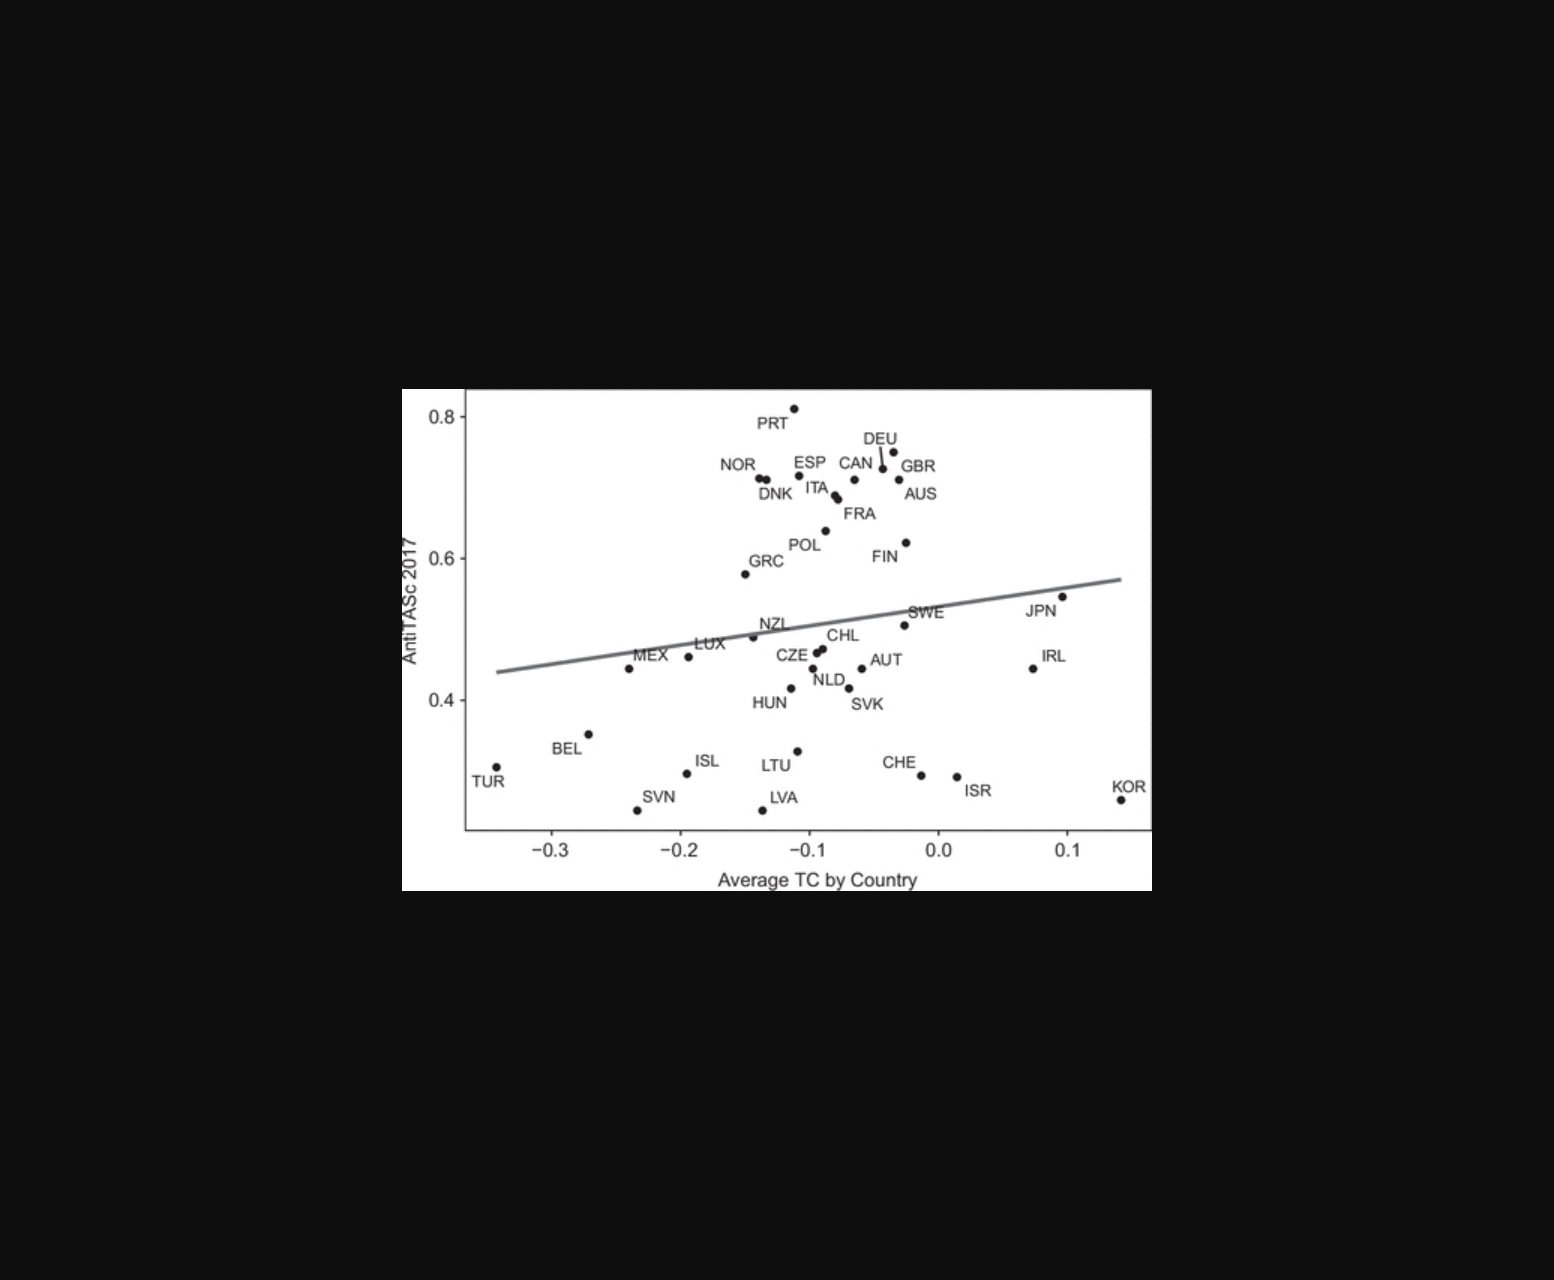 0.8
PRT
DEU
NOR
ESP
CAN
GBR
DNK
ITA
AUS
FRA
POL
FIN
GRC
0.6
AntiTASc 2017
NZL
SWE
JPN
MEX
LUX
CZE
CHL
AUT
IRL
NLD
HUN
SVK
0.4
BEL
TUR
ISL
LTU
CHE
ISR
KOR
SVN
LVA
−0.3 −0.2 −0.1 0.0 0.1
Average TC by Country